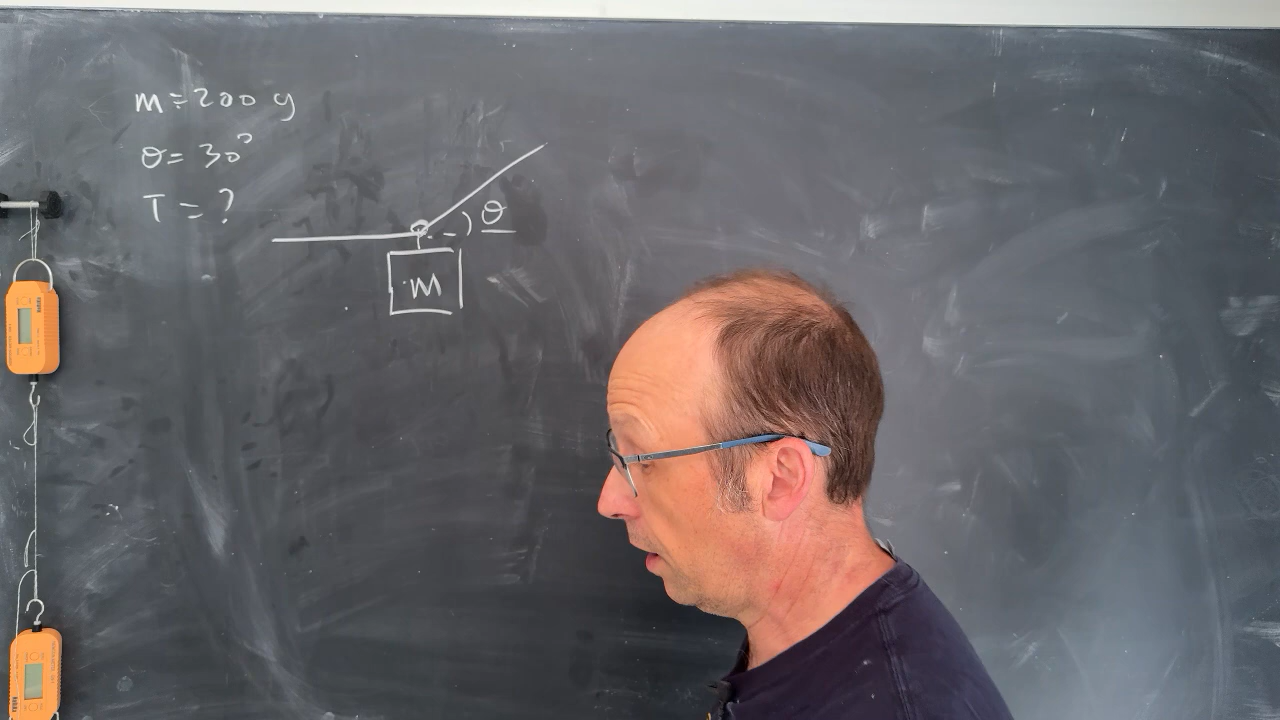 m = 200 g
θ = 30°
T = ?
θ
m